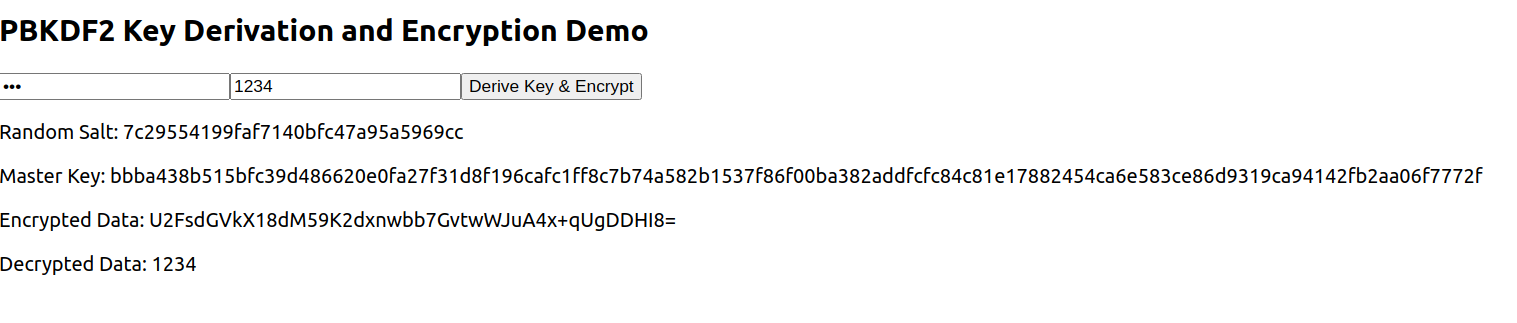 PBKDF2 Key Derivation and Encryption Demo
••• 1234 Derive Key & Encrypt
Random Salt: 7c29554199faf7140bfc47a95a5969cc
Master Key: bbba438b515bfc39d486620e0fa27f31d8f196cafc1ff8c7b74a582b1537f86f00ba382addfcfc84c81e17882454ca6e583ce86d9319ca94142fb2aa06f7772f
Encrypted Data: U2FsdGVkX18dM59K2dxnwbb7GvtwWJuA4x+qUgDDHI8=
Decrypted Data: 1234